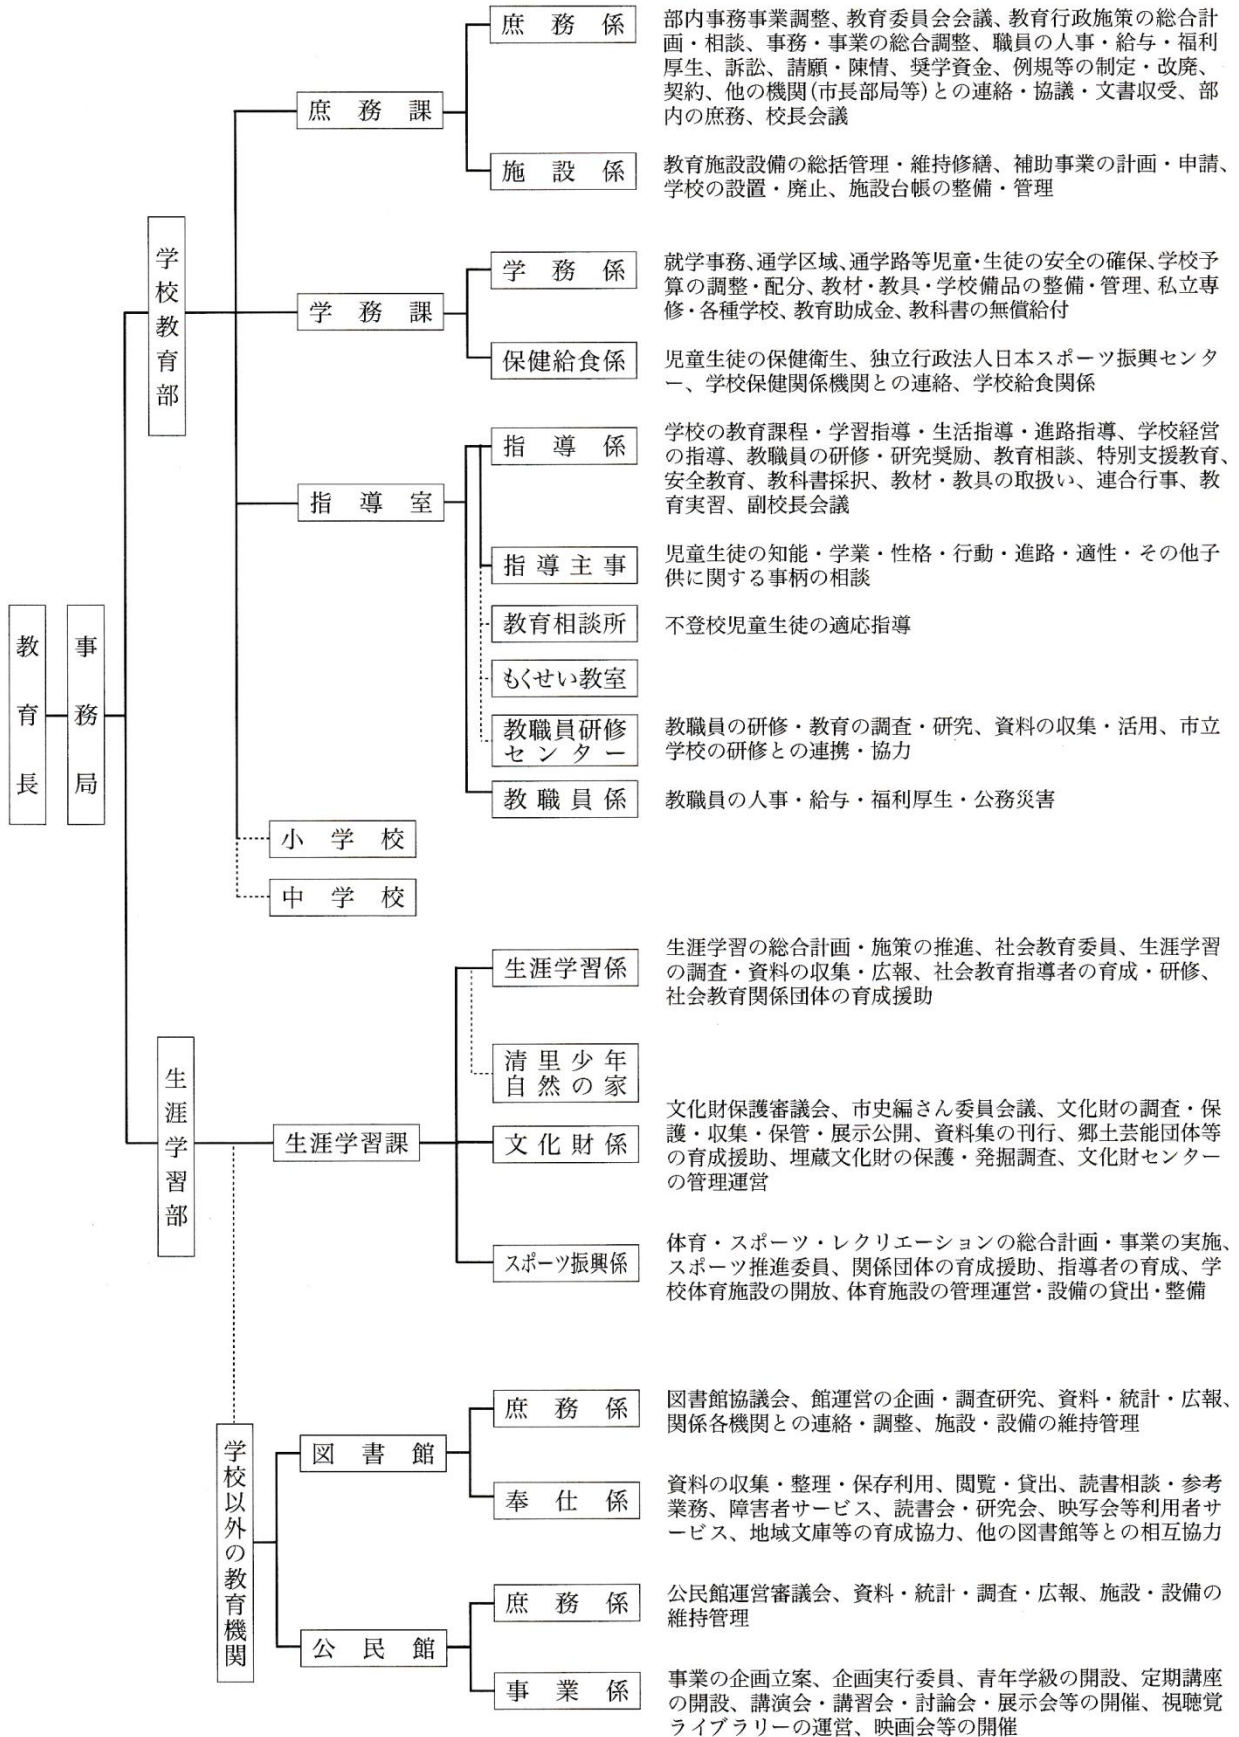 教育長
事務局
学校教育部
庶務課
庶務係
部内事務事業調整、教育委員会会議、教育行政施策の総合計
画・相談、事務・事業の総合調整、職員の人事・給与・福利
厚生、訴訟、請願・陳情、奨学資金、例規等の制定・改廃、
契約、他の機関(市長部局等)との連絡・協議・文書収受、部
内の庶務、校長会議
施設係
教育施設設備の総括管理・維持修繕、補助事業の計画・申請、
学校の設置・廃止、施設台帳の整備・管理
学務課
学務係
就学事務、通学区域、通学路等児童・生徒の安全の確保、学校予
算の調整・配分、教材・教具・学校備品の整備・管理、私立専
修・各種学校、教育助成金、教科書の無償給付
保健給食係
児童生徒の保健衛生、独立行政法人日本スポーツ振興センタ
ー、学校保健関係機関との連絡、学校給食関係
指導室
指導係
学校の教育課程・学習指導・生活指導・進路指導、学校経営
の指導、教職員の研修・研究奨励、教育相談、特別支援教育、
安全教育、教科書採択、教材・教具の取扱い、連合行事、教
育実習、副校長会議
指導主事
児童生徒の知能・学業・性格・行動・進路・適性・その他子
供に関する事柄の相談
教育相談所
不登校児童生徒の適応指導
もくせい教室
教職員研修
センター
教職員の研修・教育の調査・研究、資料の収集・活用、市立
学校の研修との連携・協力
教職員係
教職員の人事・給与・福利厚生・公務災害
小学校
中学校
生涯学習部
生涯学習課
生涯学習係
生涯学習の総合計画・施策の推進、社会教育委員、生涯学習
の調査・資料の収集・広報、社会教育指導者の育成・研修、
社会教育関係団体の育成援助
清里少年
自然の家
文化財係
文化財保護審議会、市史編さん委員会議、文化財の調査・保
護・収集・保管・展示公開、資料集の刊行、郷土芸能団体等
の育成援助、埋蔵文化財の保護・発掘調査、文化財センター
の管理運営
スポーツ振興係
体育・スポーツ・レクリエーションの総合計画・事業の実施、
スポーツ推進委員、関係団体の育成援助、指導者の育成、学
校体育施設の開放、体育施設の管理運営・設備の貸出・整備
学校以外の教育機関
図書館
庶務係
図書館協議会、館運営の企画・調査研究、資料・統計・広報、
関係各機関との連絡・調整、施設・設備の維持管理
奉仕係
資料の収集・整理・保存利用、閲覧・貸出、読書相談・参考
業務、障害者サービス、読書会・研究会、映写会等利用者サ
ービス、地域文庫等の育成協力、他の図書館等との相互協力
公民館
庶務係
公民館運営審議会、資料・統計・調査・広報、施設・設備の
維持管理
事業係
事業の企画立案、企画実行委員、青年学級の開設、定期講座
の開設、講演会・講習会・討論会・展示会等の開催、視聴覚
ライブラリーの運営、映画会等の開催